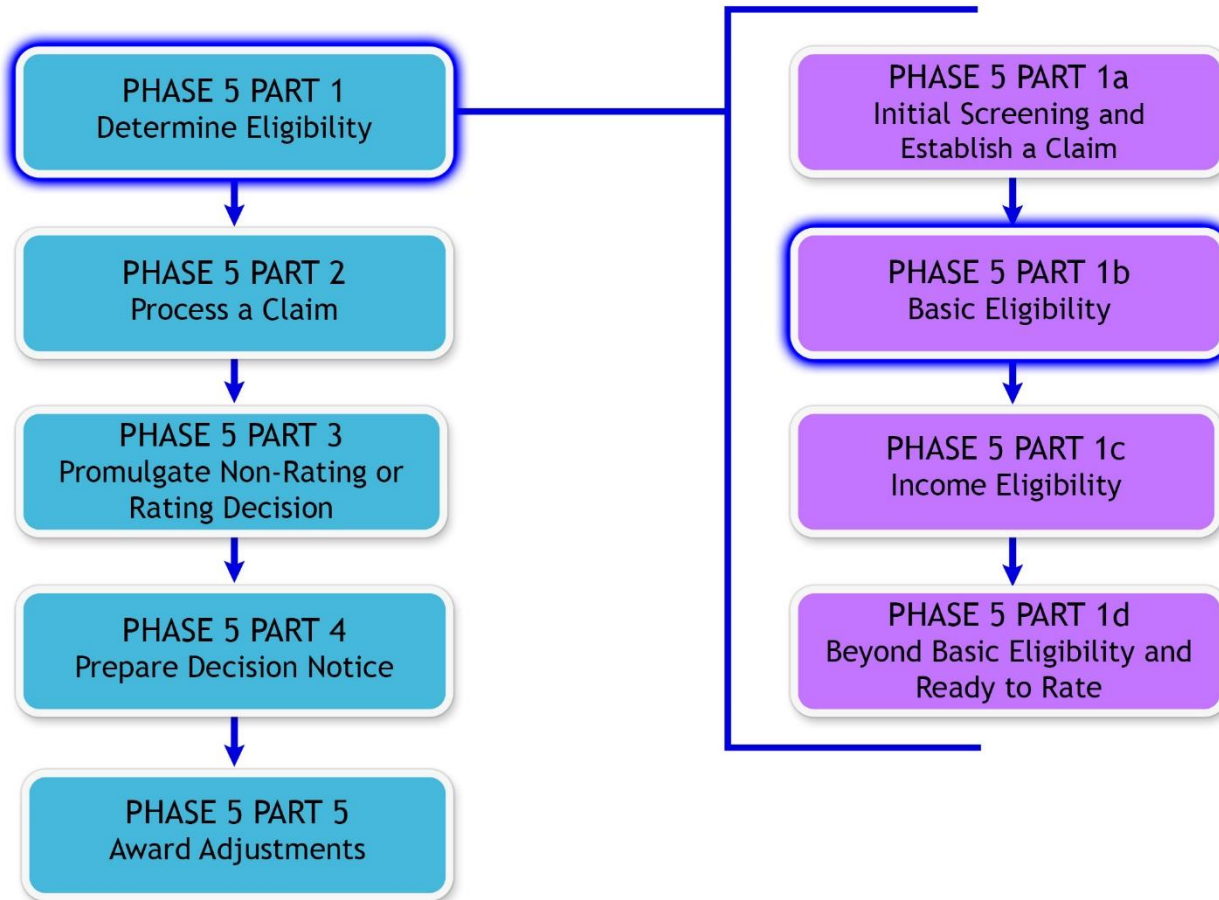 PHASE 5 PART 1
Determine Eligibility
PHASE 5 PART 2
Process a Claim
PHASE 5 PART 3
Promulgate Non-Rating or
Rating Decision
PHASE 5 PART 4
Prepare Decision Notice
PHASE 5 PART 5
Award Adjustments
PHASE 5 PART 1a
Initial Screening and
Establish a Claim
PHASE 5 PART 1b
Basic Eligibility
PHASE 5 PART 1c
Income Eligibility
PHASE 5 PART 1d
Beyond Basic Eligibility and
Ready to Rate